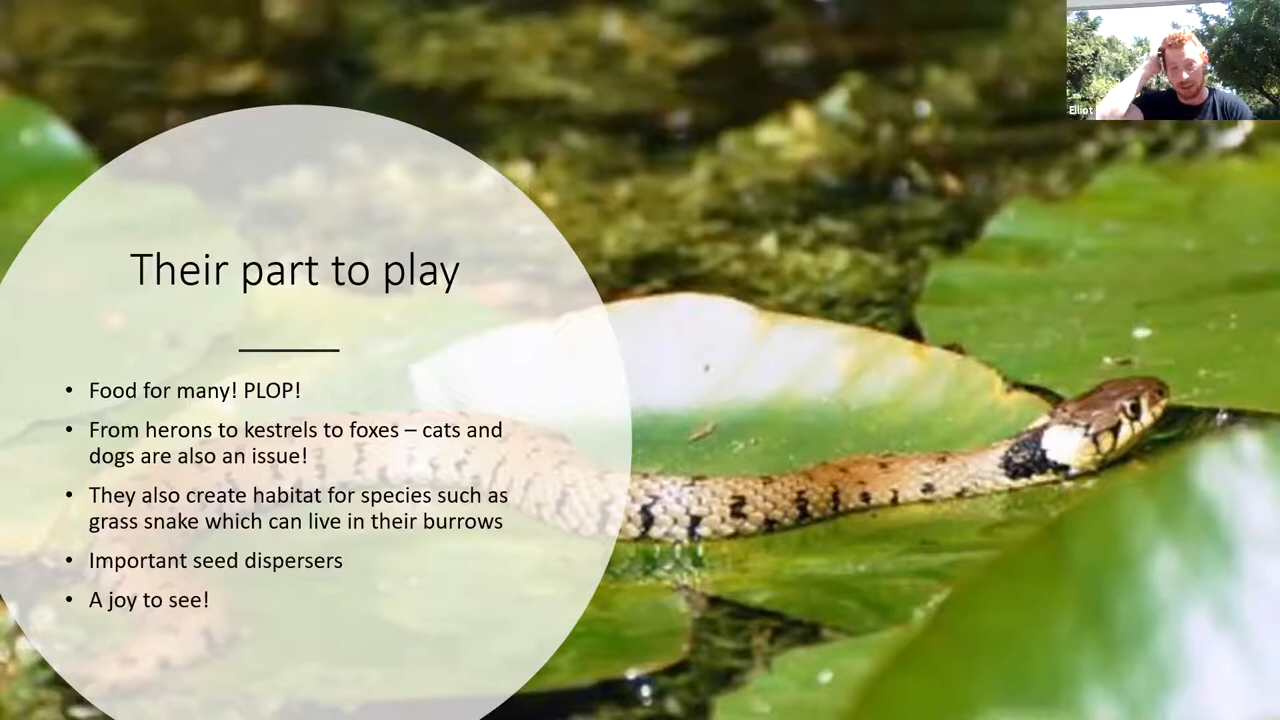 Elliot
Their part to play
• Food for many! PLOP!
• From herons to kestrels to foxes – cats and
dogs are also an issue!
• They also create habitat for species such as
grass snake which can live in their burrows
• Important seed dispersers
• A joy to see!